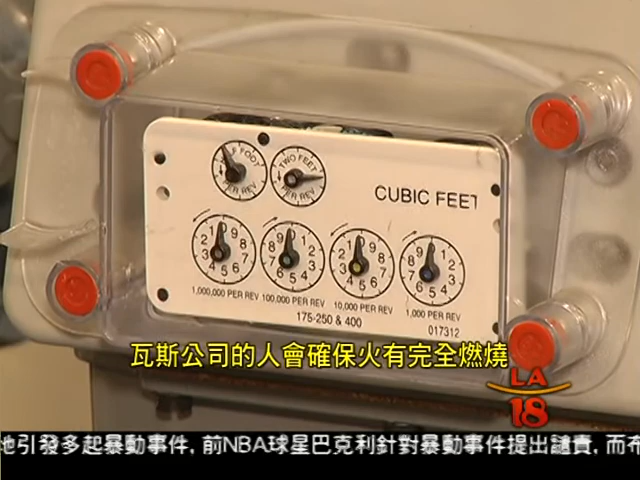 HALF FOOT
PER REV
TWO FEET
PER REV
CUBIC FEET
1,000,000 PER REV 100,000 PER REV 10,000 PER REV 1,000 PER REV
175-250 & 400
017312
瓦斯公司的人會確保火有完全燃燒
LA
18
地引發多起暴動事件, 前NBA球星巴克利針對暴動事件提出譴責, 而布